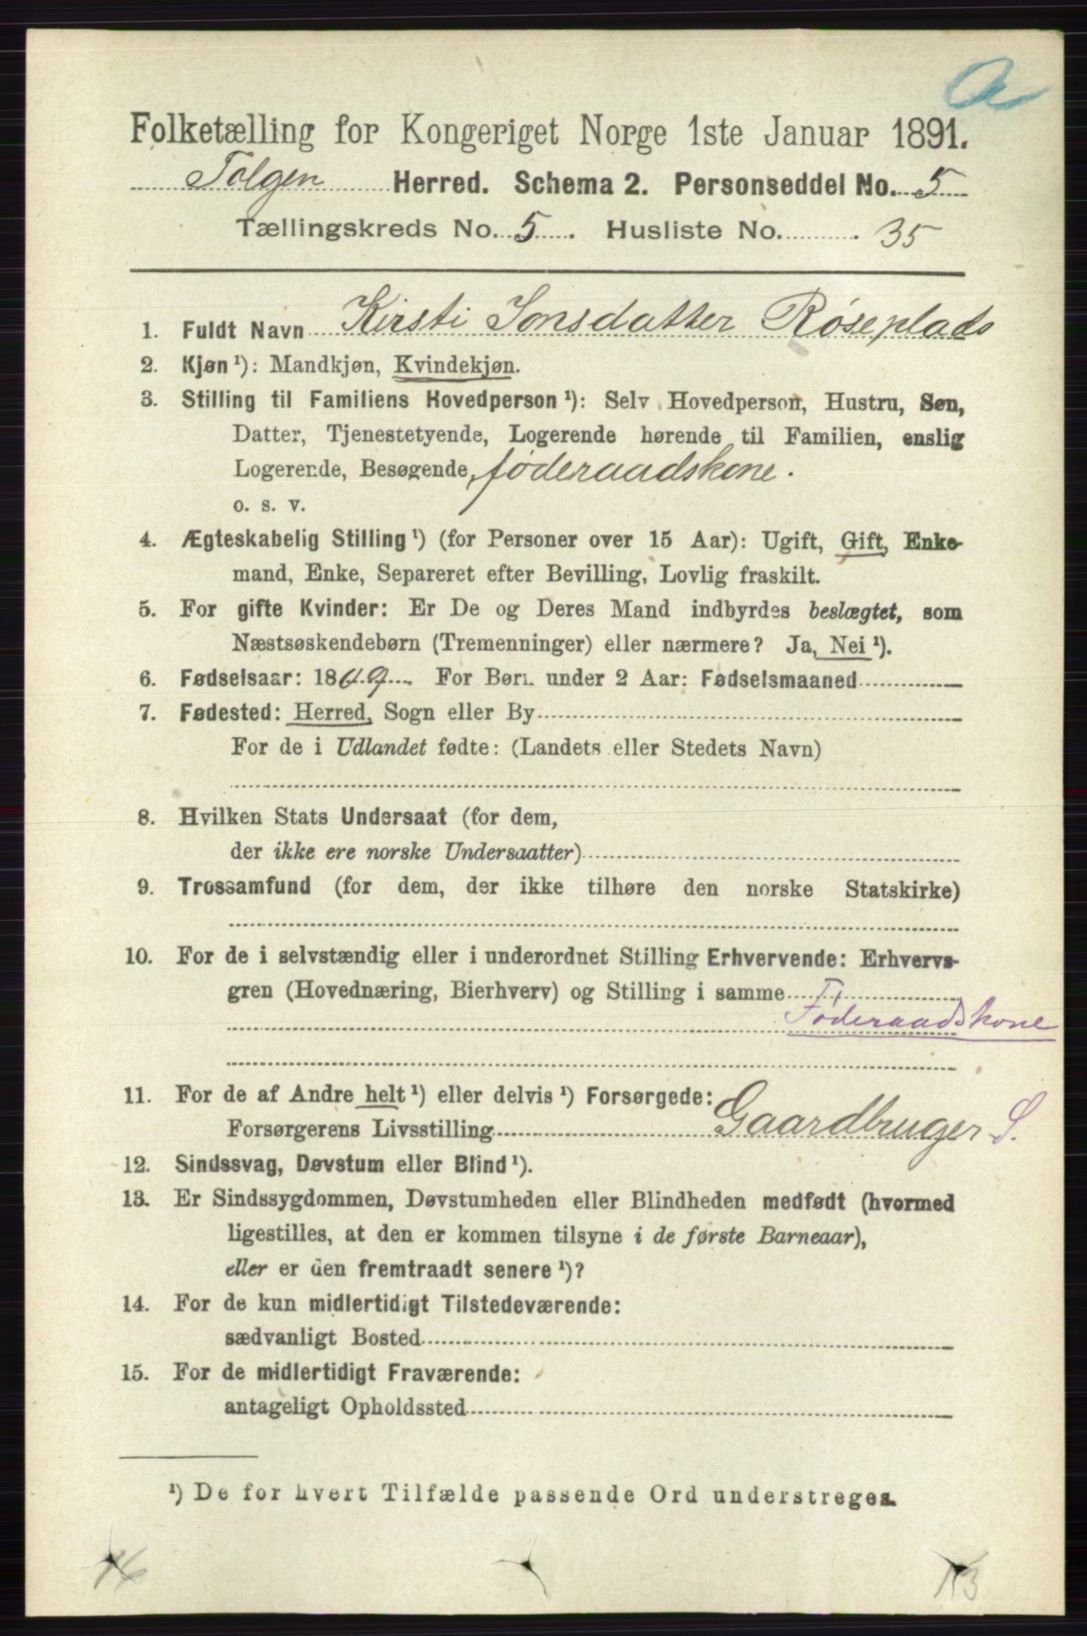 a
Folketælling for Kongeriget Norge 1ste Januar 1891.
Tolgen Herred. Schema 2. Personseddel No. 5
Tællingskreds No. 5. Husliste No. 35
1. Fuldt Navn Kirsti Jonsdatter Røseplads
2. Kjøn ¹): Mandkjøn, Kvindekjøn.
3. Stilling til Familiens Hovedperson ¹): Selv Hovedperson, Hustru, Søn,
Datter, Tjenestetyende, Logerende hørende til Familien, enslig
Logerende, Besøgende, føderaadskone.
o. s. v.
4. Ægteskabelig Stilling ¹) (for Personer over 15 Aar): Ugift, Gift, Enke-
mand, Enke, Separeret efter Bevilling, Lovlig fraskilt.
5. For gifte Kvinder: Er De og Deres Mand indbyrdes beslægtet, som
Næstsøskendebørn (Tremenninger) eller nærmere? Ja, Nei ¹).
6. Fødselsaar: 18 For Børn under 2 Aar: Fødselsmaaned
7. Fødested: Herred, Sogn eller By
For de i Udlandet fødte: (Landets eller Stedets Navn)
8. Hvilken Stats Undersaat (for dem,
der ikke ere norske Undersaatter)
9. Trossamfund (for dem, der ikke tilhøre den norske Statskirke)
10. For de i selvstændig eller i underordnet Stilling Erhvervende: Erhvervs-
gren (Hovednæring, Bierhverv) og Stilling i samme
Føderaadskone
11. For de af Andre helt ¹) eller delvis ¹) Forsørgede:
Forsørgerens Livsstilling Gaardbruger S.
12. Sindssvag, Døvstum eller Blind ¹).
13. Er Sindssygdommen, Døvstumheden eller Blindheden medfødt (hvormed
ligestilles, at den er kommen tilsyne i de første Barneaar),
eller er den fremtraadt senere ¹)?
14. For de kun midlertidigt Tilstedeværende:
sædvanligt Bosted
15. For de midlertidigt Fraværende:
antageligt Opholdssted
¹) De for hvert Tilfælde passende Ord understreges.